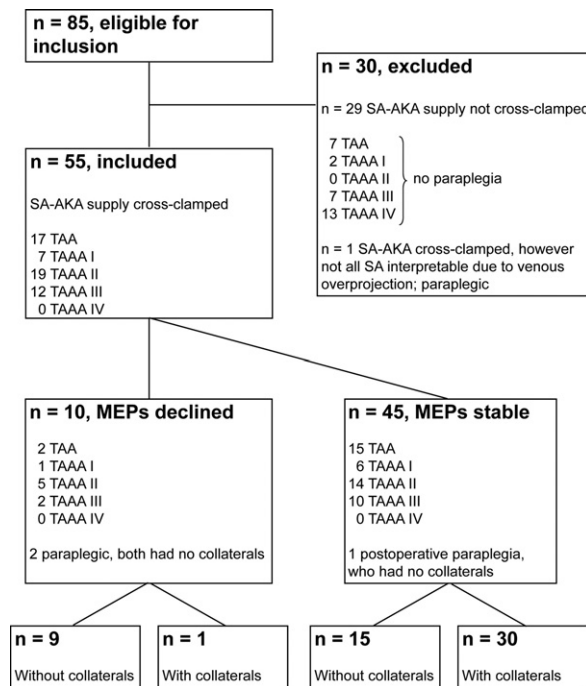 n = 85, eligible for
inclusion
n = 30, excluded
n = 29 SA-AKA supply not cross-clamped
7 TAA
2 TAAA I
0 TAAA II
7 TAAA III
13 TAAA IV
no paraplegia
n = 1 SA-AKA cross-clamped, however
not all SA interpretable due to venous
overprojection; paraplegic
n = 55, included
SA-AKA supply cross-clamped
17 TAA
7 TAAA I
19 TAAA II
12 TAAA III
0 TAAA IV
n = 10, MEPs declined
2 TAA
1 TAAA I
5 TAAA II
2 TAAA III
0 TAAA IV
2 paraplegic, both had no collaterals
n = 45, MEPs stable
15 TAA
6 TAAA I
14 TAAA II
10 TAAA III
0 TAAA IV
1 postoperative paraplegia,
who had no collaterals
n = 9
Without collaterals
n = 1
With collaterals
n = 15
Without collaterals
n = 30
With collaterals